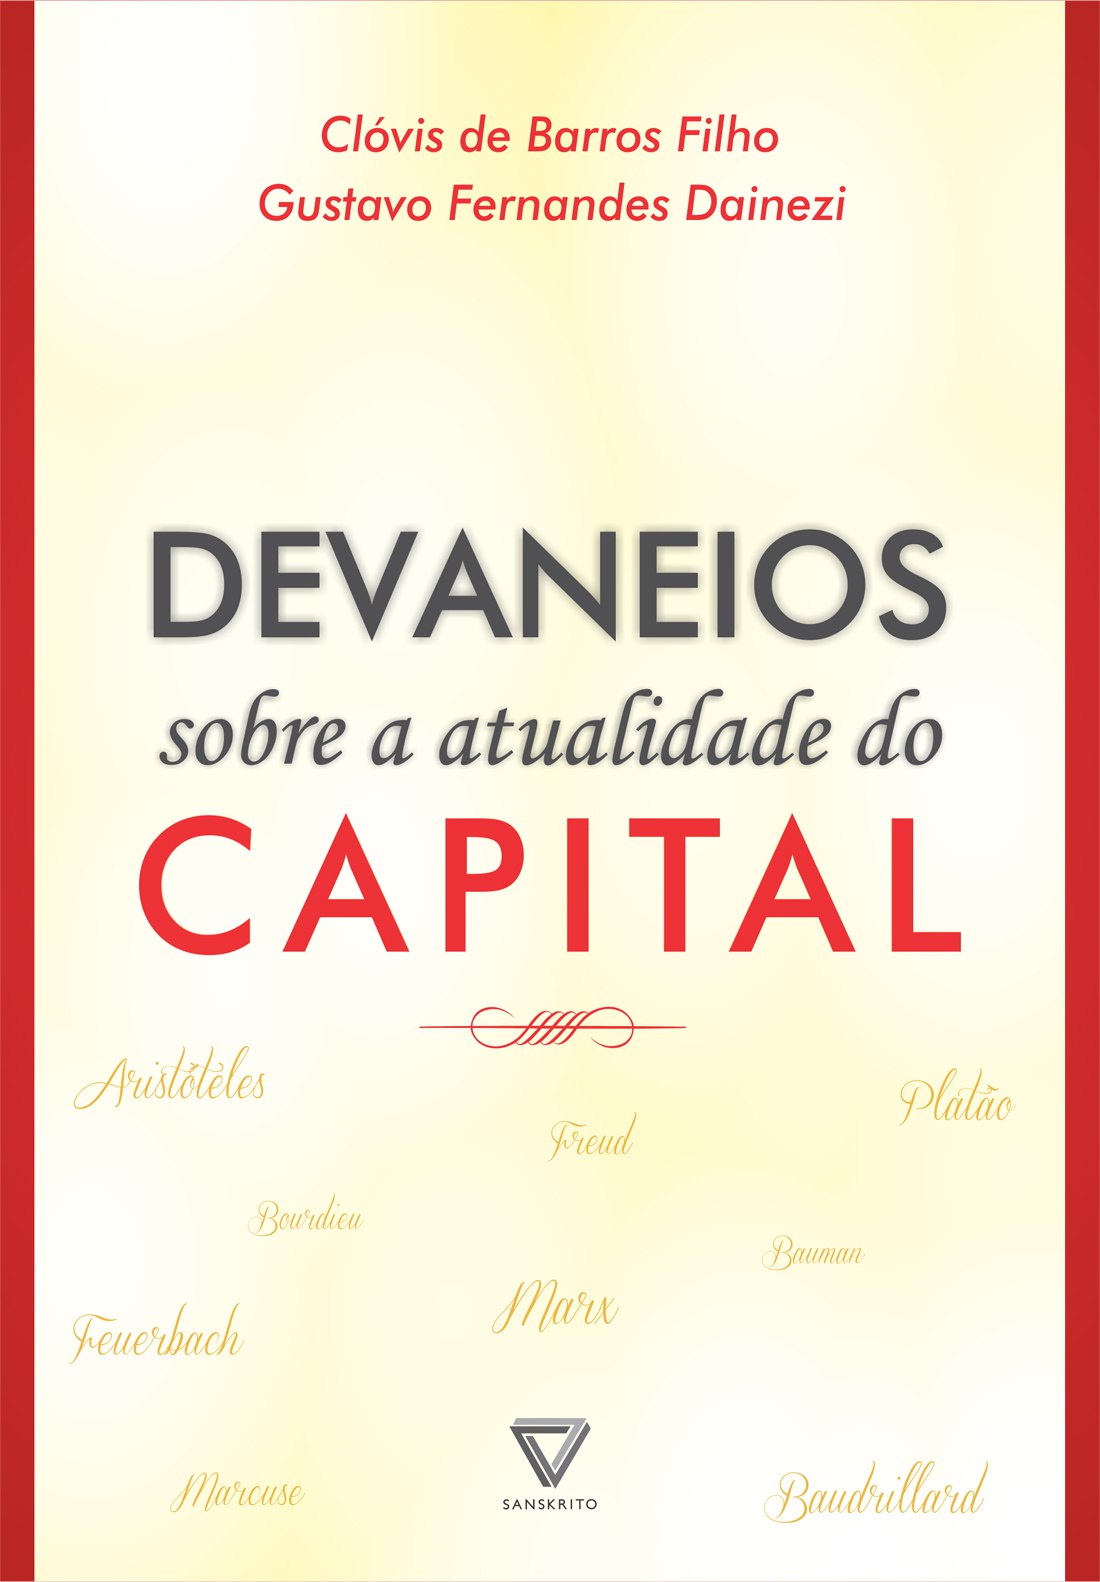 Clóvis de Barros Filho
Gustavo Fernandes Dainezi
DEVANEIOS
sobre a atualidade do
CAPITAL
Aristóteles
Platão
Freud
Bourdieu
Bauman
Marx
Feuerbach
Marcuse
Baudrillard
SANSKRITO